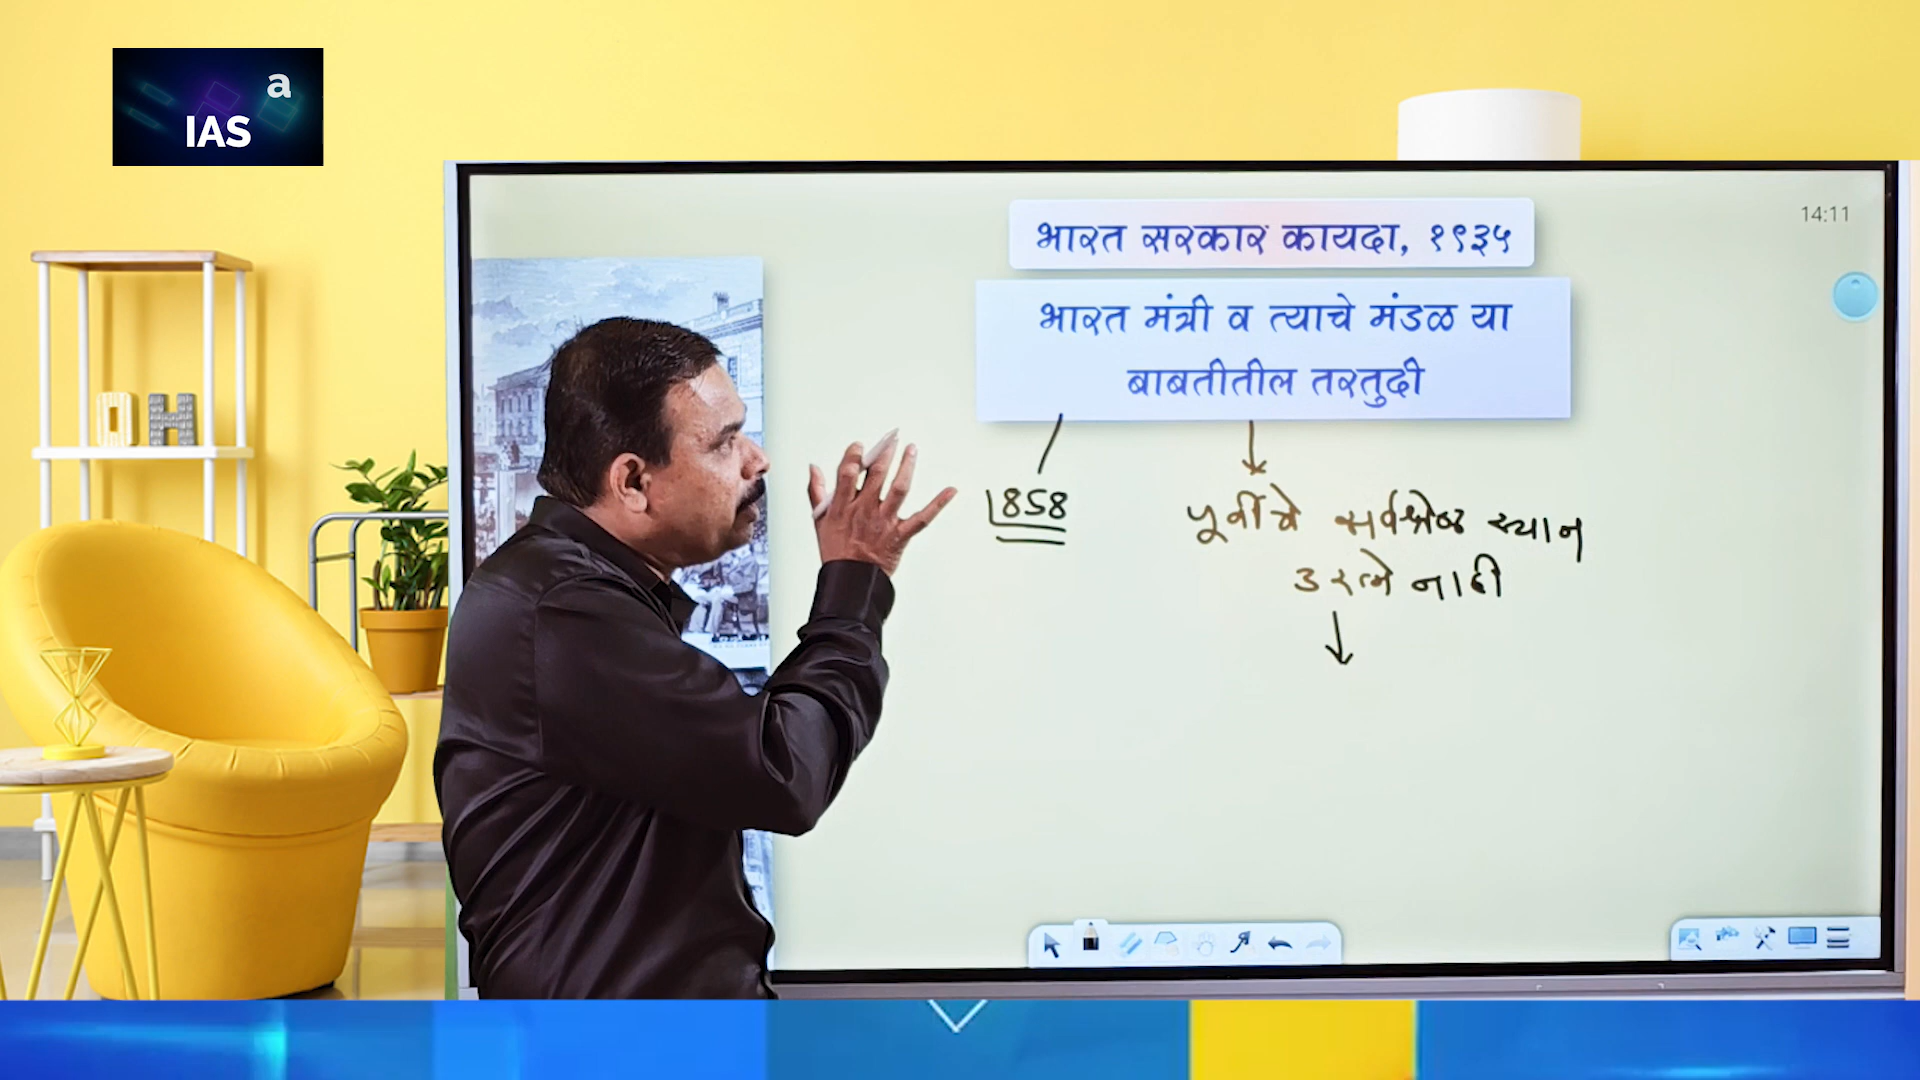 a
IAS
भारत सरकार कायदा, १९३५
14:11
भारत मंत्री व त्याचे मंडळ या
बाबतीतील तरतुदी
1858
पूर्वीचे सर्वश्रेष्ठ स्थान
उरले नाही